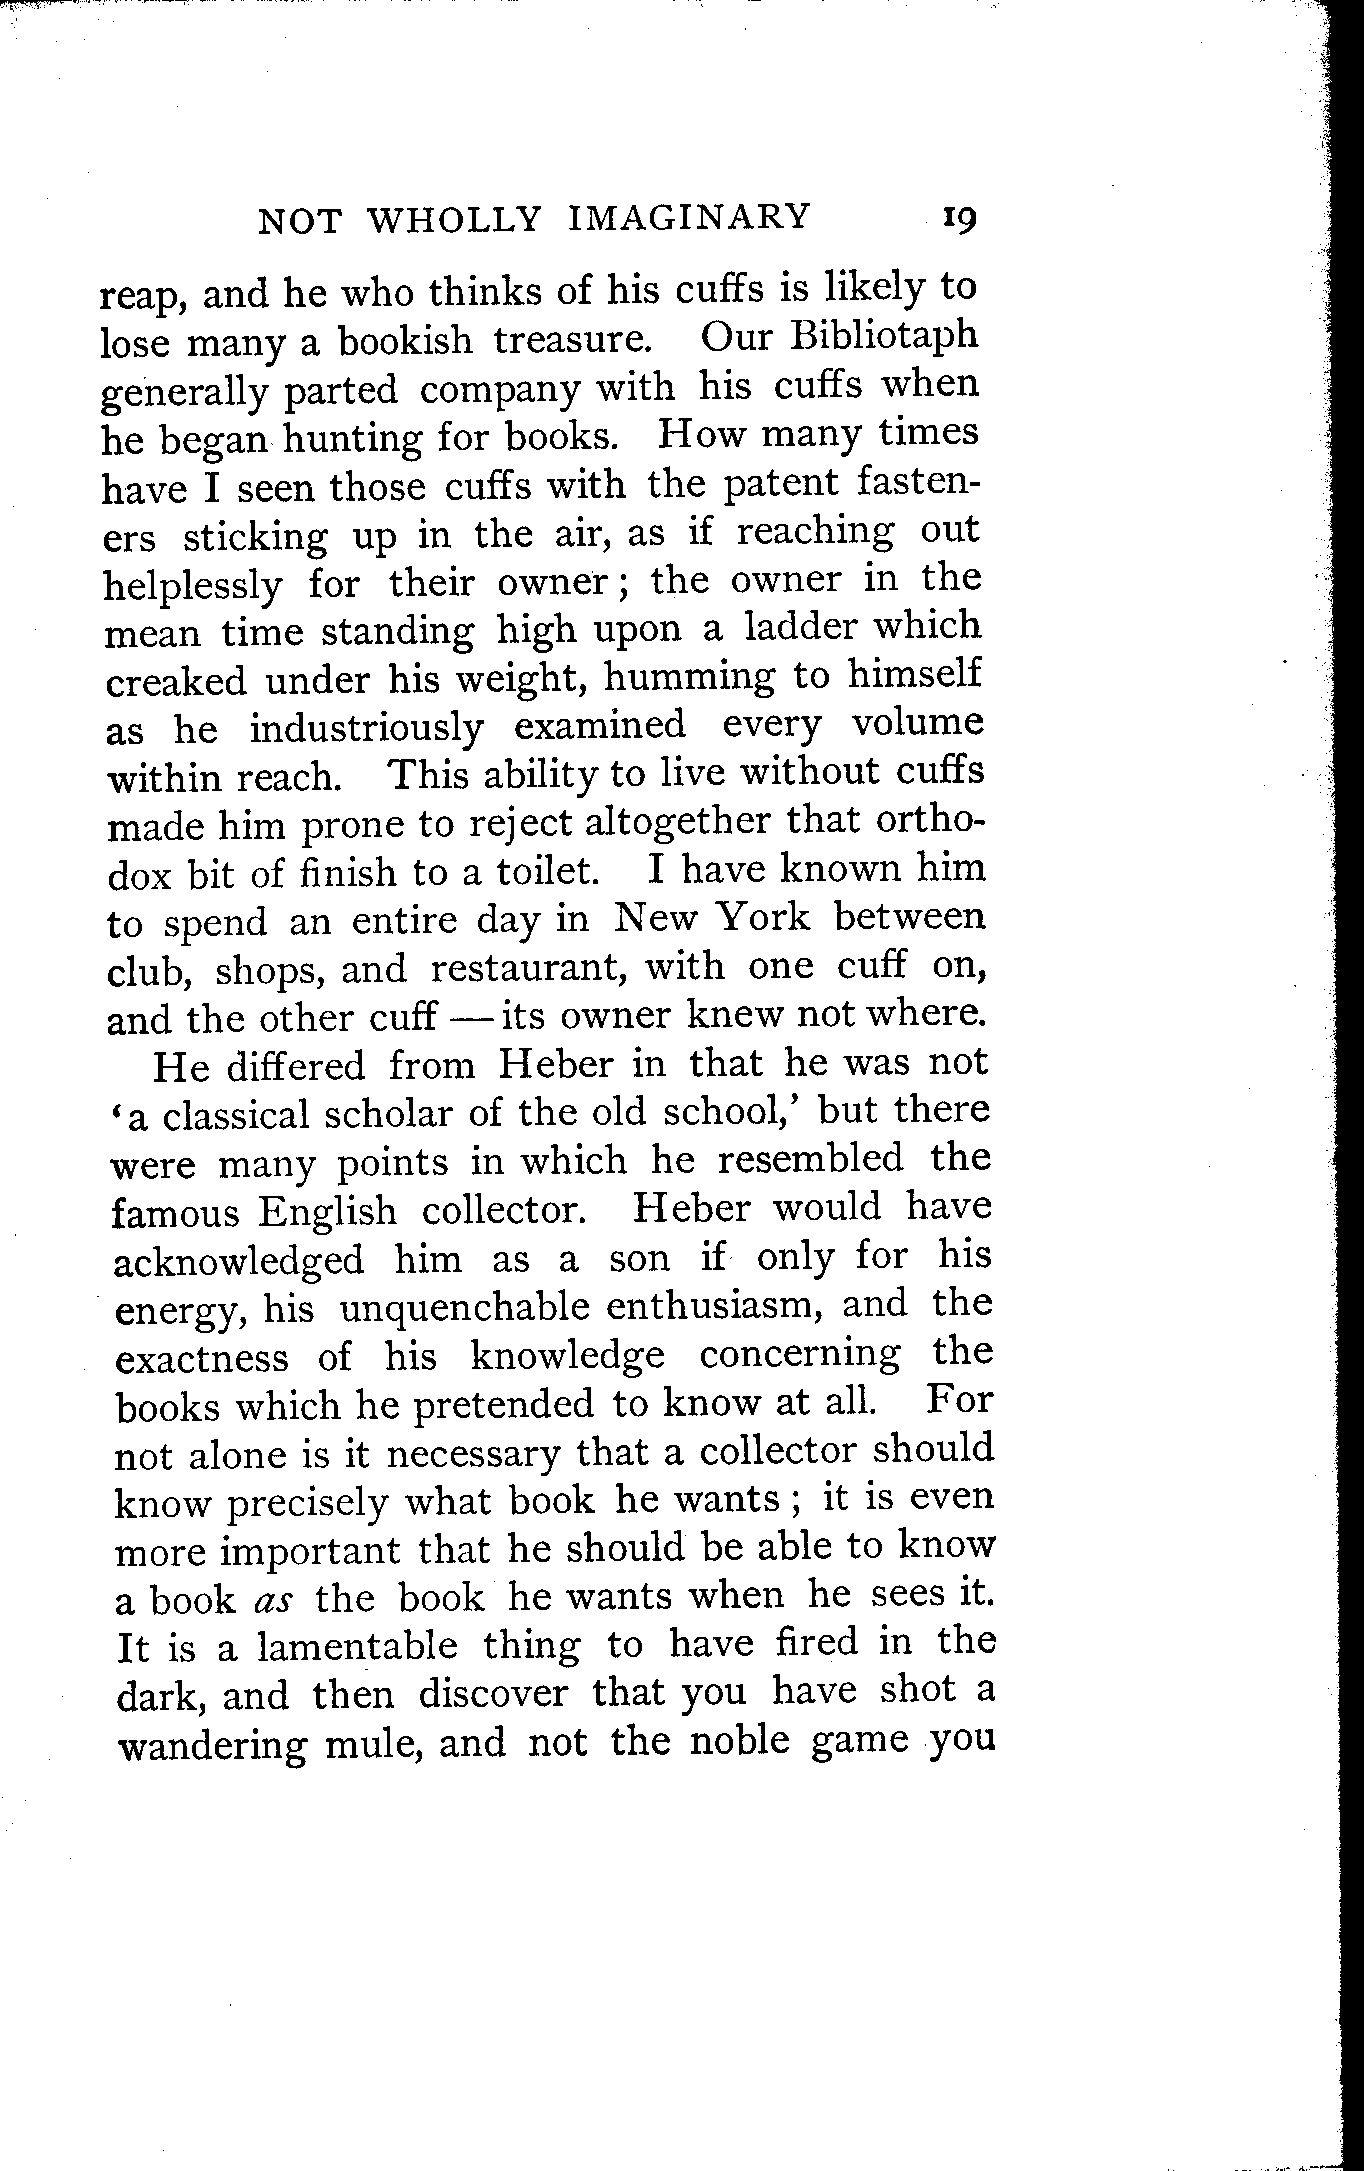 NOT WHOLLY IMAGINARY 19
reap, and he who thinks of his cuffs is likely to
lose many a bookish treasure. Our Bibliotaph
generally parted company with his cuffs when
he began hunting for books. How many times
have I seen those cuffs with the patent fasten-
ers sticking up in the air, as if reaching out
helplessly for their owner ; the owner in the
mean time standing high upon a ladder which
creaked under his weight, humming to himself
as he industriously examined every volume
within reach. This ability to live without cuffs
made him prone to reject altogether that ortho-
dox bit of finish to a toilet. I have known him
to spend an entire day in New York between
club, shops, and restaurant, with one cuff on,
and the other cuff — its owner knew not where.
He differed from Heber in that he was not
‘a classical scholar of the old school,’ but there
were many points in which he resembled the
famous English collector. Heber would have
acknowledged him as a son if only for his
energy, his unquenchable enthusiasm, and the
exactness of his knowledge concerning the
books which he pretended to know at all. For
not alone is it necessary that a collector should
know precisely what book he wants ; it is even
more important that he should be able to know
a book as the book he wants when he sees it.
It is a lamentable thing to have fired in the
dark, and then discover that you have shot a
wandering mule, and not the noble game you